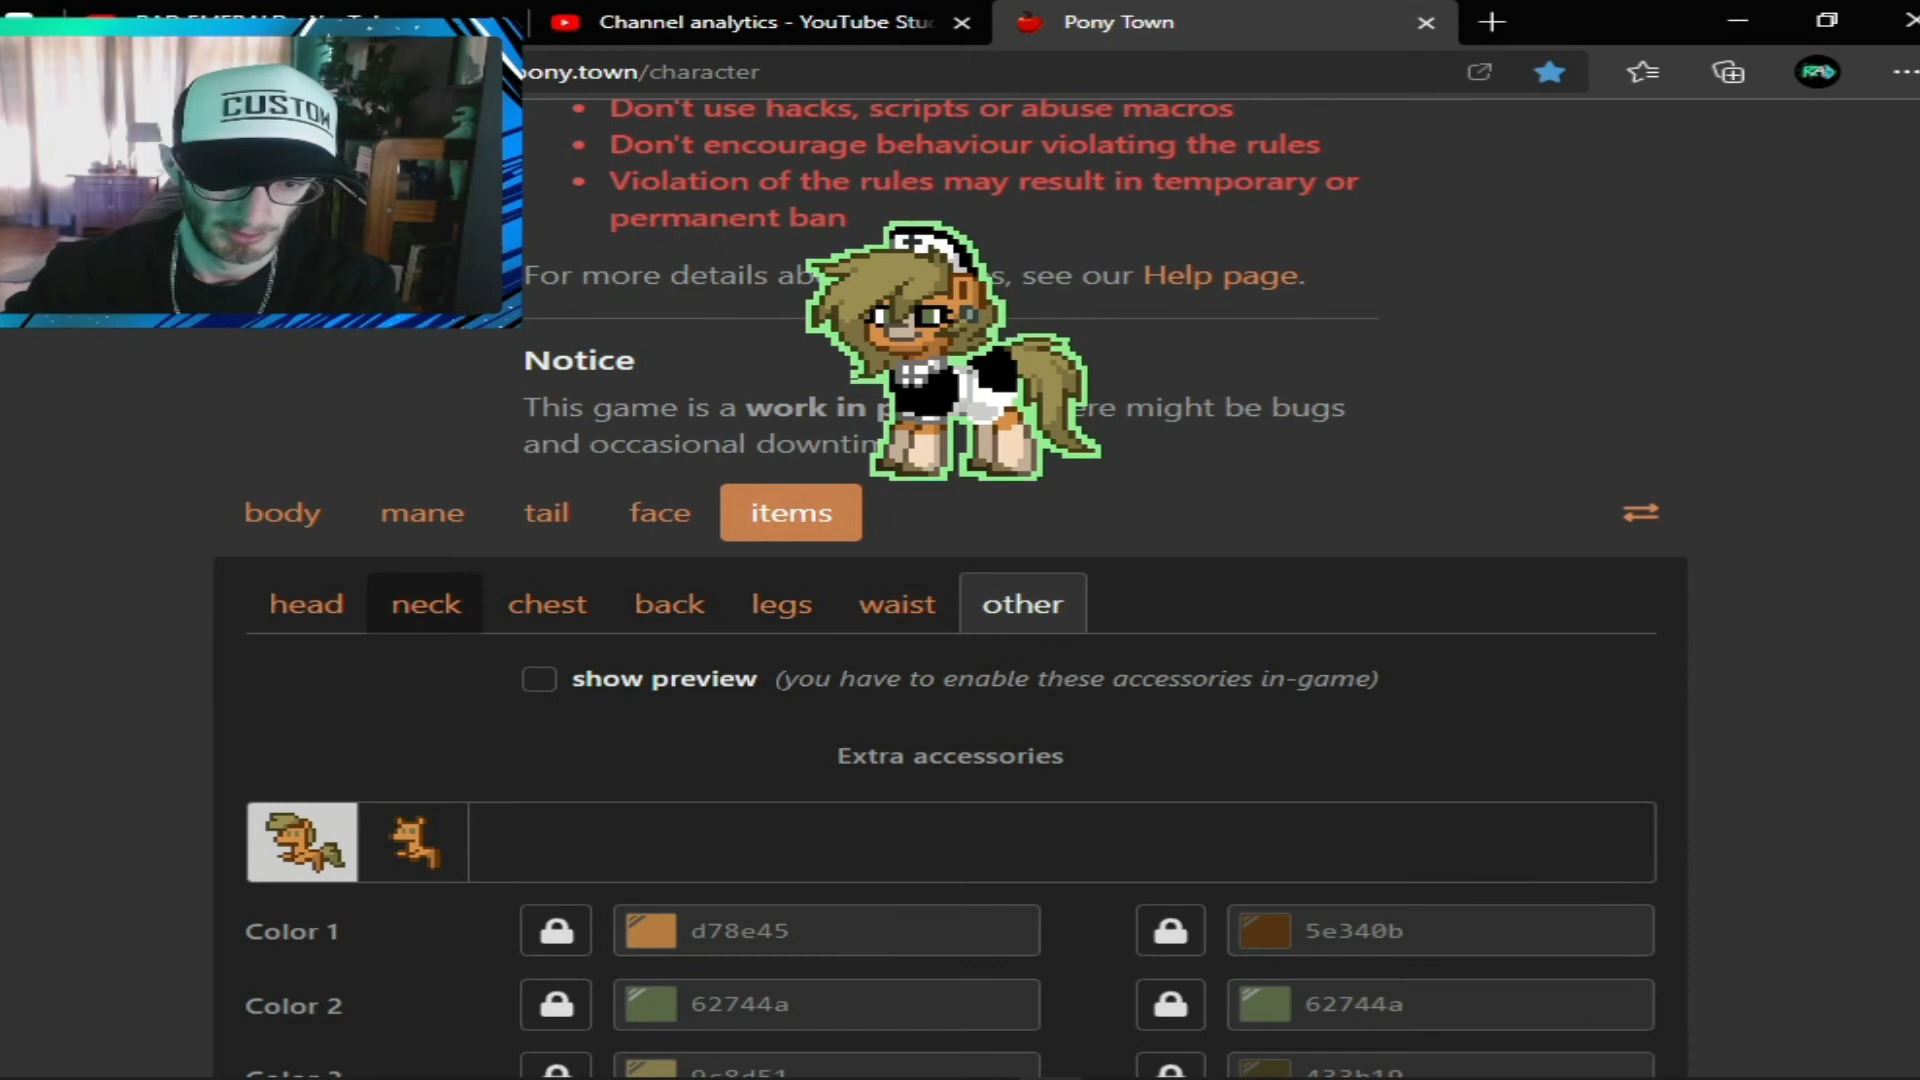 Channel analytics - YouTube Stu
Pony Town
pony.town/character
CUSTOM
Don't use hacks, scripts or abuse macros
Don't encourage behaviour violating the rules
Violation of the rules may result in temporary or
permanent ban
For more details s, see our Help page.
Notice
This game is a work in might be bugs
and occasional
body mane tail face items
head neck chest back legs waist other
show preview (you have to enable these accessories in-game)
Extra accessories
Color 1 d78e45 5e340b
Color 2 62744a 62744a